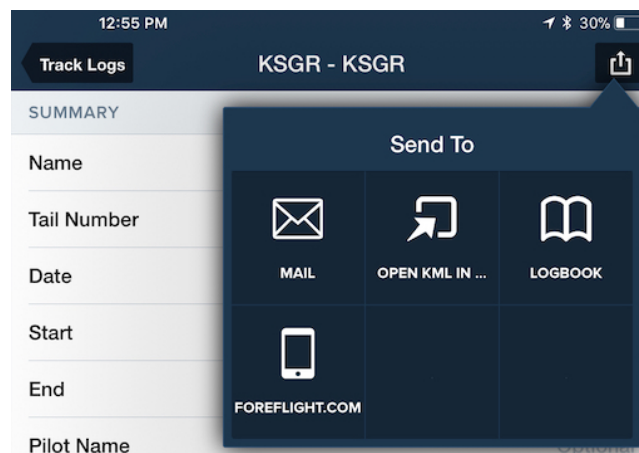 12:55 PM 30%
Track Logs KSGR - KSGR
SUMMARY
Send To
Name
Tail Number
MAIL OPEN KML IN ... LOGBOOK
Date
Start
End
FOREFLIGHT.COM
Pilot Name Optional